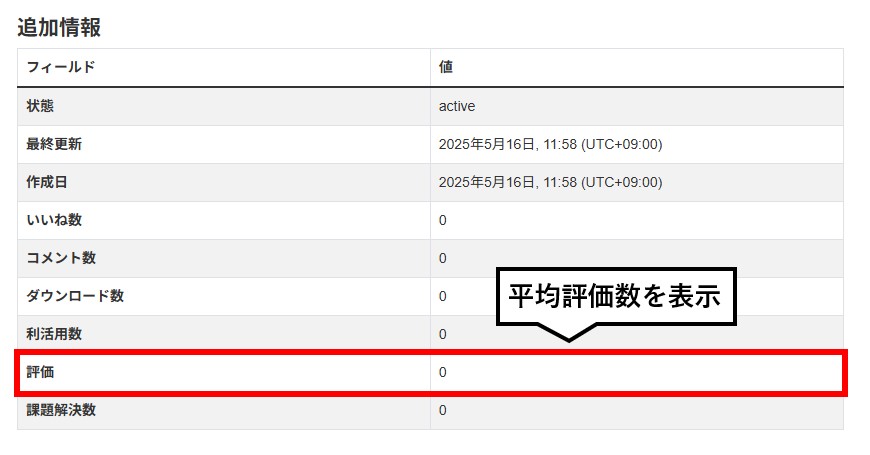 追加情報
フィールド 値
状態 active
最終更新 2025年5月16日, 11:58 (UTC+09:00)
作成日 2025年5月16日, 11:58 (UTC+09:00)
いいね数 0
コメント数 0
ダウンロード数 0
平均評価数を表示
利活用数 0
評価 0
課題解決数 0